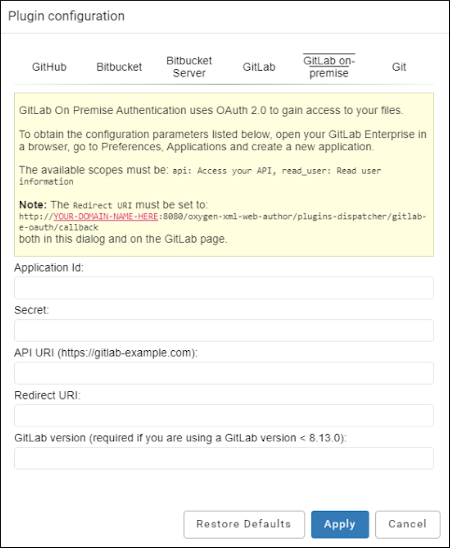 Plugin configuration
GitHub
Bitbucket
Bitbucket
Server
GitLab
GitLab on-
premise
Git
GitLab On Premise Authentication uses OAuth 2.0 to gain access to your files.
To obtain the configuration parameters listed below, open your GitLab Enterprise in
a browser, go to Preferences, Applications and create a new application.
The available scopes must be: api: Access your API, read_user: Read user
information
Note: The Redirect URI must be set to:
http://YOUR-DOMAIN-NAME-HERE:8080/oxygen-xml-web-author/plugins-dispatcher/gitlab-
e-oauth/callback
both in this dialog and on the GitLab page.
Application Id:
Secret:
API URI (https://gitlab-example.com):
Redirect URI:
GitLab version (required if you are using a GitLab version < 8.13.0):
Restore Defaults
Apply
Cancel